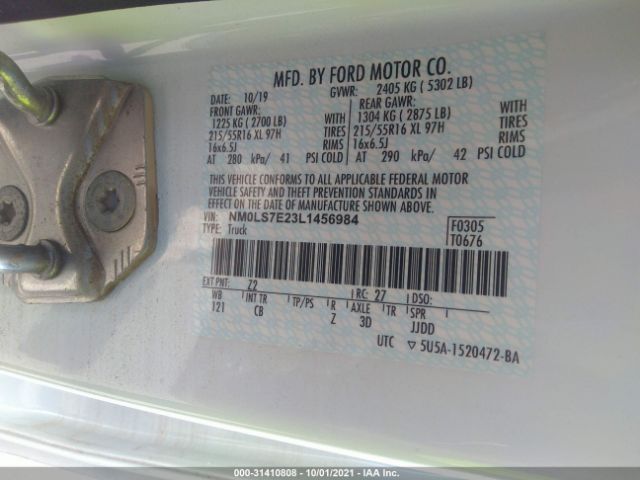 MFD. BY FORD MOTOR CO.
DATE: 10/19 GVWR: 2405 KG ( 5302 LB)
FRONT GAWR: REAR GAWR:
1225 KG ( 2700 LB) WITH 1304 KG ( 2875 LB) WITH
215/55R16 XL 97H TIRES 215/55R16 XL 97H TIRES
16x6.5J RIMS 16x6.5J RIMS
AT 280 kPa/ 41 PSI COLD AT 290 kPa/ 42 PSI COLD
THIS VEHICLE CONFORMS TO ALL APPLICABLE FEDERAL MOTOR
VEHICLE SAFETY AND THEFT PREVENTION STANDARDS IN
EFFECT ON THE DATE OF MANUFACTURE SHOWN ABOVE.
VIN: NM0LS7E23L1456984 F0305
TYPE: Truck T0676
EXT PNT: Z2 RC: 27 DSO:
WB INT TR TP/PS R AXLE TR SPR
121 CB Z 3D JJDD
UTC ▽5U5A-1520472-BA
000-31410808 - 10/01/2021 - IAA Inc.